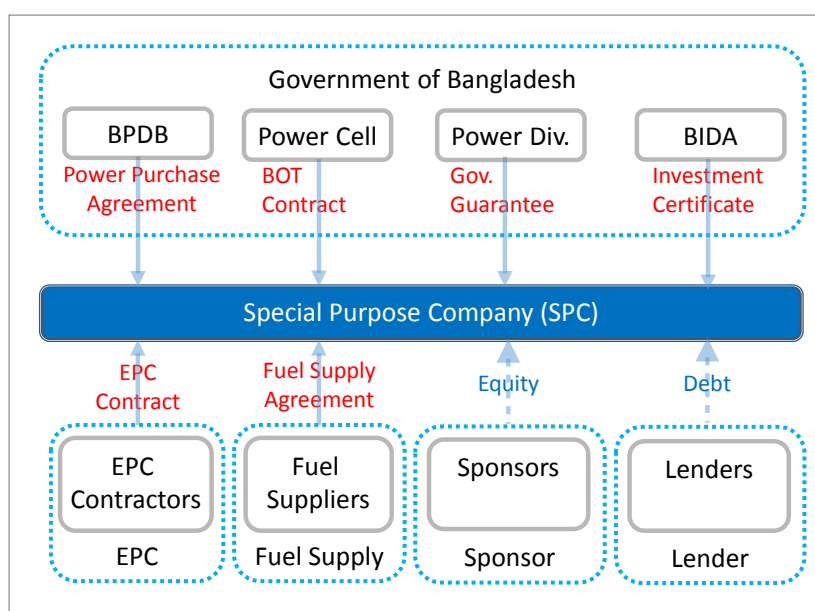 Government of Bangladesh
BPDB
Power Cell
Power Div.
BIDA
Power Purchase
Agreement
BOT
Contract
Gov.
Guarantee
Investment
Certificate
Special Purpose Company (SPC)
EPC
Contract
Fuel Supply
Agreement
Equity
Debt
EPC
Contractors
Fuel
Suppliers
Sponsors
Lenders
EPC
Fuel Supply
Sponsor
Lender